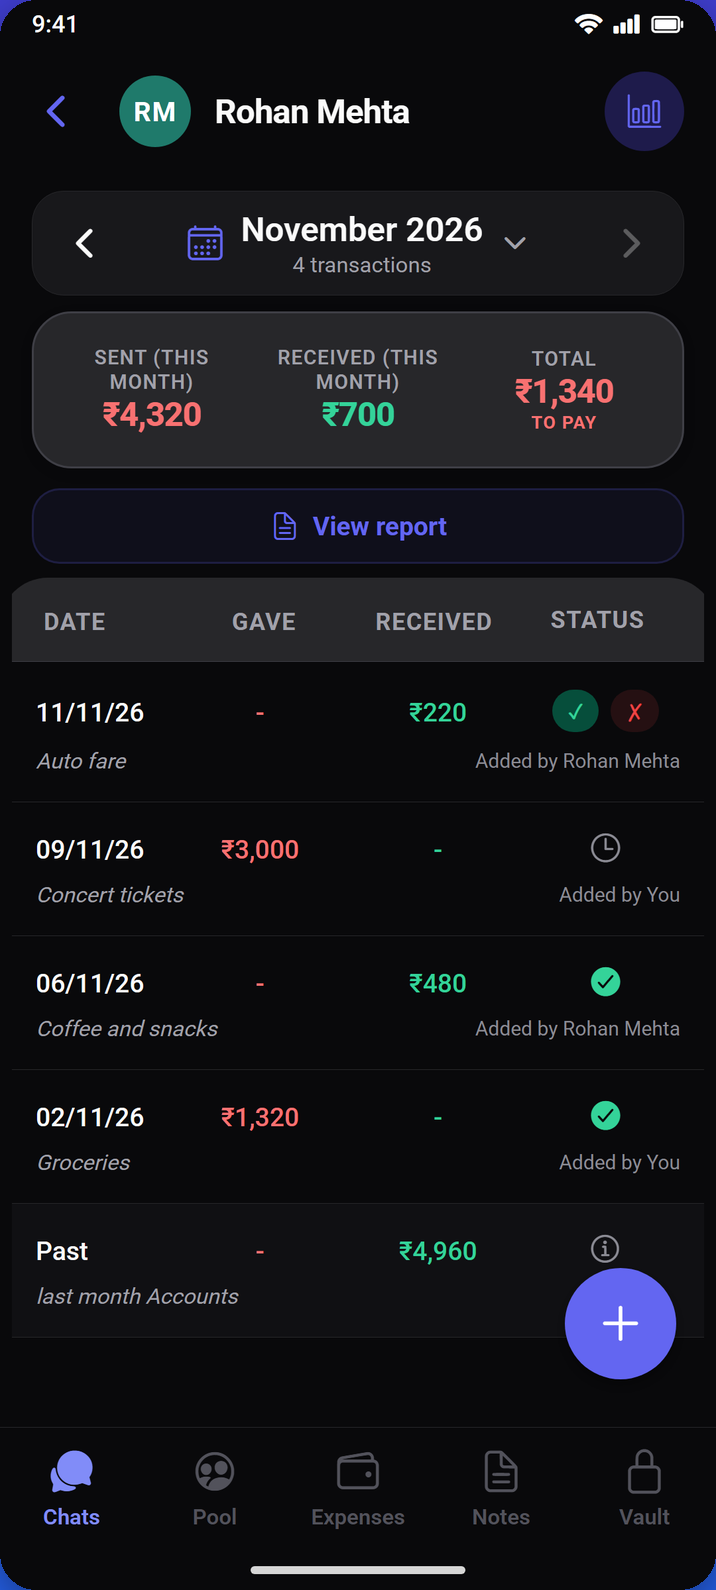 9:41
RM
Rohan Mehta
November 2026
4 transactions
SENT (THIS
MONTH)
₹4,320
RECEIVED (THIS
MONTH)
₹700
TOTAL
₹1,340
TO PAY
View report
DATE GAVE RECEIVED STATUS
11/11/26 - ₹220 ✓ ✗
Auto fare Added by Rohan Mehta
09/11/26 ₹3,000 -
Concert tickets Added by You
06/11/26 - ₹480
Coffee and snacks Added by Rohan Mehta
02/11/26 ₹1,320 -
Groceries Added by You
Past - ₹4,960
last month Accounts
Chats Pool Expenses Notes Vault